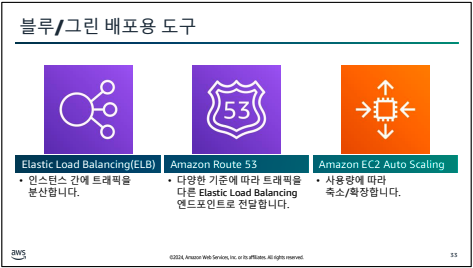 블루/그린 배포용 도구
53
Elastic Load Balancing(ELB)
Amazon Route 53
Amazon EC2 Auto Scaling
• 인스턴스 간에 트래픽을
분산합니다.
• 다양한 기준에 따라 트래픽을
다른 Elastic Load Balancing
엔드포인트로 전달합니다.
• 사용량에 따라
축소/확장합니다.
aws
©2024, Amazon Web Services, Inc. or its affiliates. All rights reserved.
33